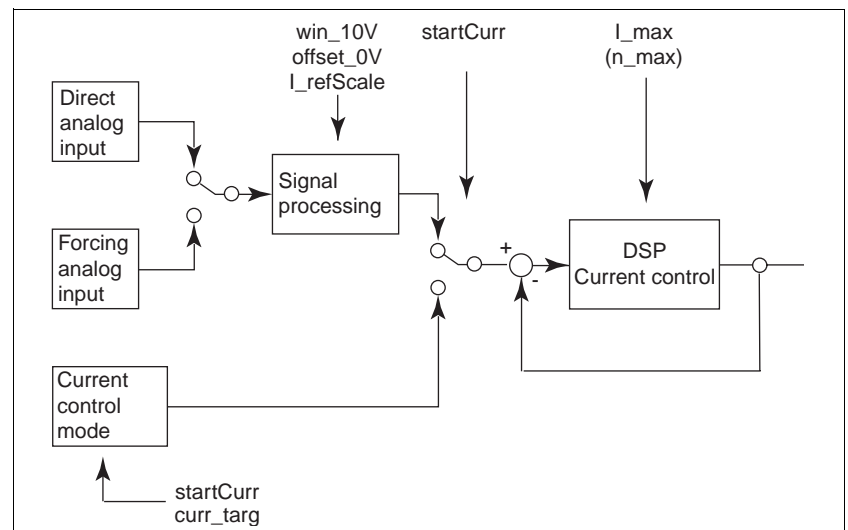 win_10V
offset_0V
I_refScale
startCurr
I_max
(n_max)
Direct
analog
input
Signal
processing
Forcing
analog
input
+
-
DSP
Current control
Current
control
mode
startCurr
curr_targ